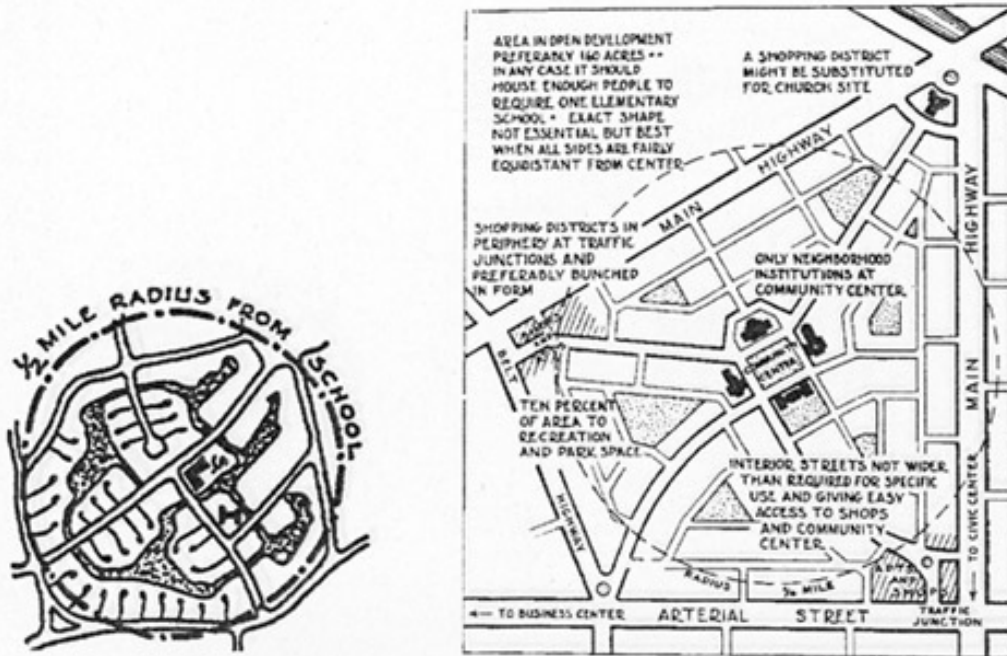 ½ MILE RADIUS FROM SCHOOL
AREA IN OPEN DEVELOPMENT
PREFERABLY 160 ACRES ••
IN ANY CASE IT SHOULD
HOUSE ENOUGH PEOPLE TO
REQUIRE ONE ELEMENTARY
SCHOOL • EXACT SHAPE
NOT ESSENTIAL BUT BEST
WHEN ALL SIDES ARE FAIRLY
EQUIDISTANT FROM CENTER
A SHOPPING DISTRICT
MIGHT BE SUBSTITUTED
FOR CHURCH SITE
MAIN HIGHWAY
SHOPPING DISTRICTS IN
PERIPHERY AT TRAFFIC
JUNCTIONS AND
PREFERABLY BUNCHED
IN FORM
ONLY NEIGHBORHOOD
INSTITUTIONS AT
COMMUNITY CENTER
MAIN HIGHWAY
BELT
HIGHWAY
COMMUNITY
CENTER
TEN PERCENT
OF AREA TO
RECREATION
AND PARK SPACE
INTERIOR STREETS NOT WIDER
THAN REQUIRED FOR SPECIFIC
USE AND GIVING EASY
ACCESS TO SHOPS
AND COMMUNITY
CENTER
TO CIVIC CENTER
RADIUS MILE
SHOPS
TO BUSINESS CENTER
ARTERIAL STREET
TRAFFIC
JUNCTION